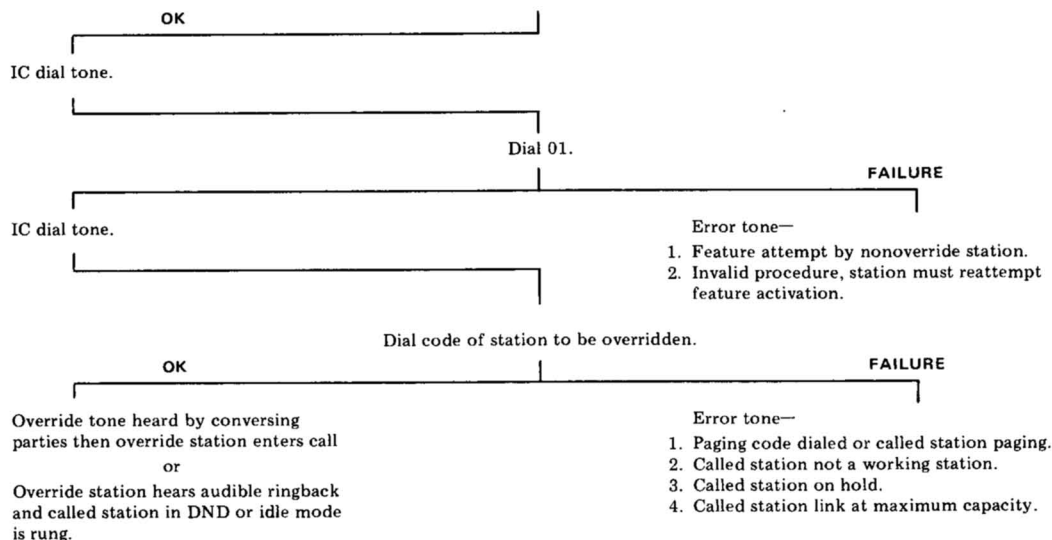 OK
IC dial tone.
Dial 01.
FAILURE
IC dial tone.
Error tone—
1. Feature attempt by nonoverride station.
2. Invalid procedure, station must reattempt
feature activation.
Dial code of station to be overridden.
OK
FAILURE
Override tone heard by conversing
parties then override station enters call
or
Override station hears audible ringback
and called station in DND or idle mode
is rung.
Error tone—
1. Paging code dialed or called station paging.
2. Called station not a working station.
3. Called station on hold.
4. Called station link at maximum capacity.